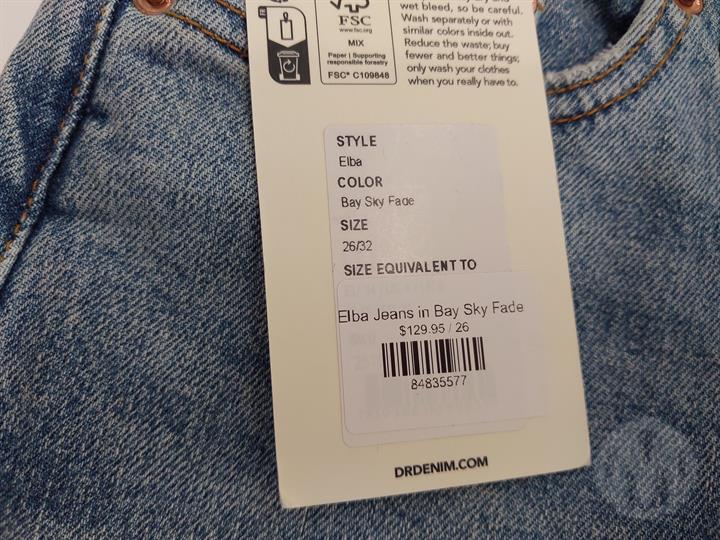 FSC
www.fsc.org
MIX
Paper | Supporting
responsible forestry
FSC® C109848
wet bleed, so be careful.
Wash separately or with
similar colors inside out.
Reduce the waste; buy
fewer and better things;
only wash your clothes
when you really have to.
STYLE
Elba
COLOR
Bay Sky Fade
SIZE
26/32
SIZE EQUIVALENT TO
Elba Jeans in Bay Sky Fade
$129.95 / 26
84835577
DRDENIM.COM